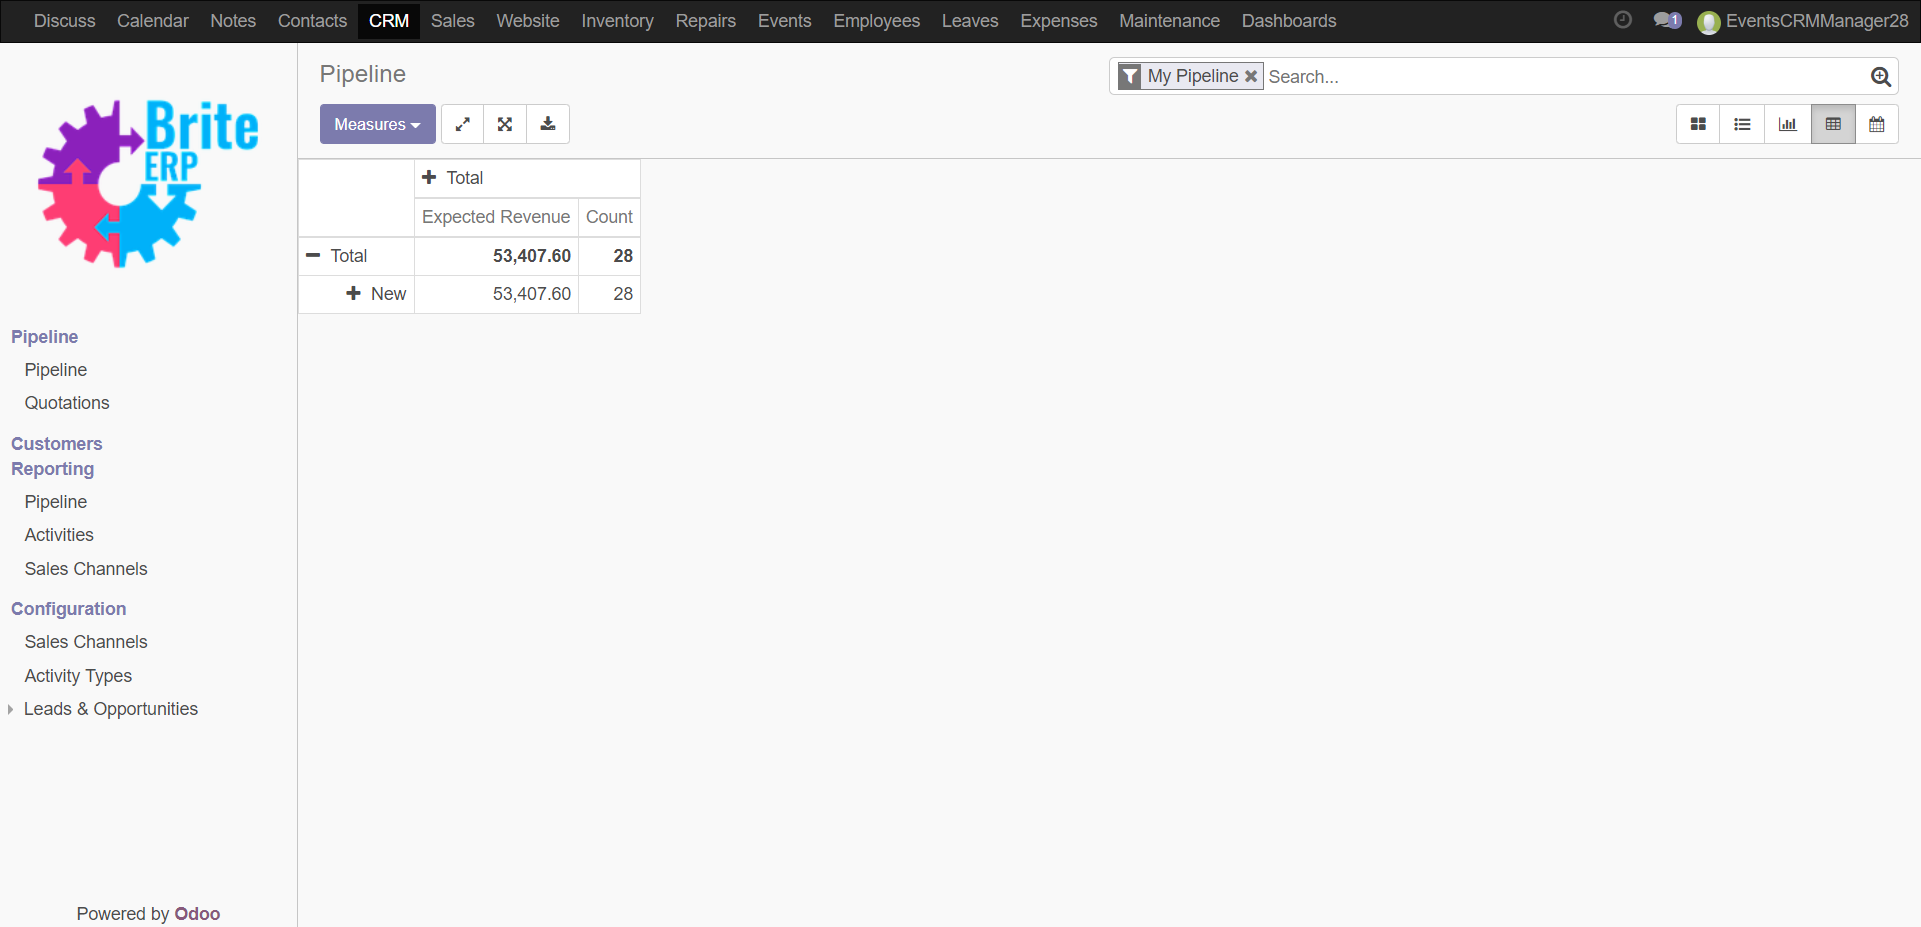 Discuss Calendar Notes Contacts CRM Sales Website Inventory Repairs Events Employees Leaves Expenses Maintenance Dashboards 1 EventsCRMManager28
Brite
ERP
Pipeline
Pipeline
Quotations
Customers
Reporting
Pipeline
Activities
Sales Channels
Configuration
Sales Channels
Activity Types
Leads & Opportunities
Powered by Odoo
Pipeline
My Pipeline Search...
Measures
Total
Expected Revenue Count
Total 53,407.60 28
New 53,407.60 28